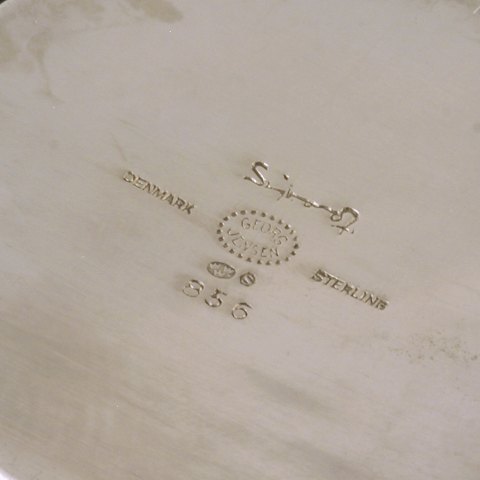 DENMARK
GEORG
JENSEN
STERLING
856